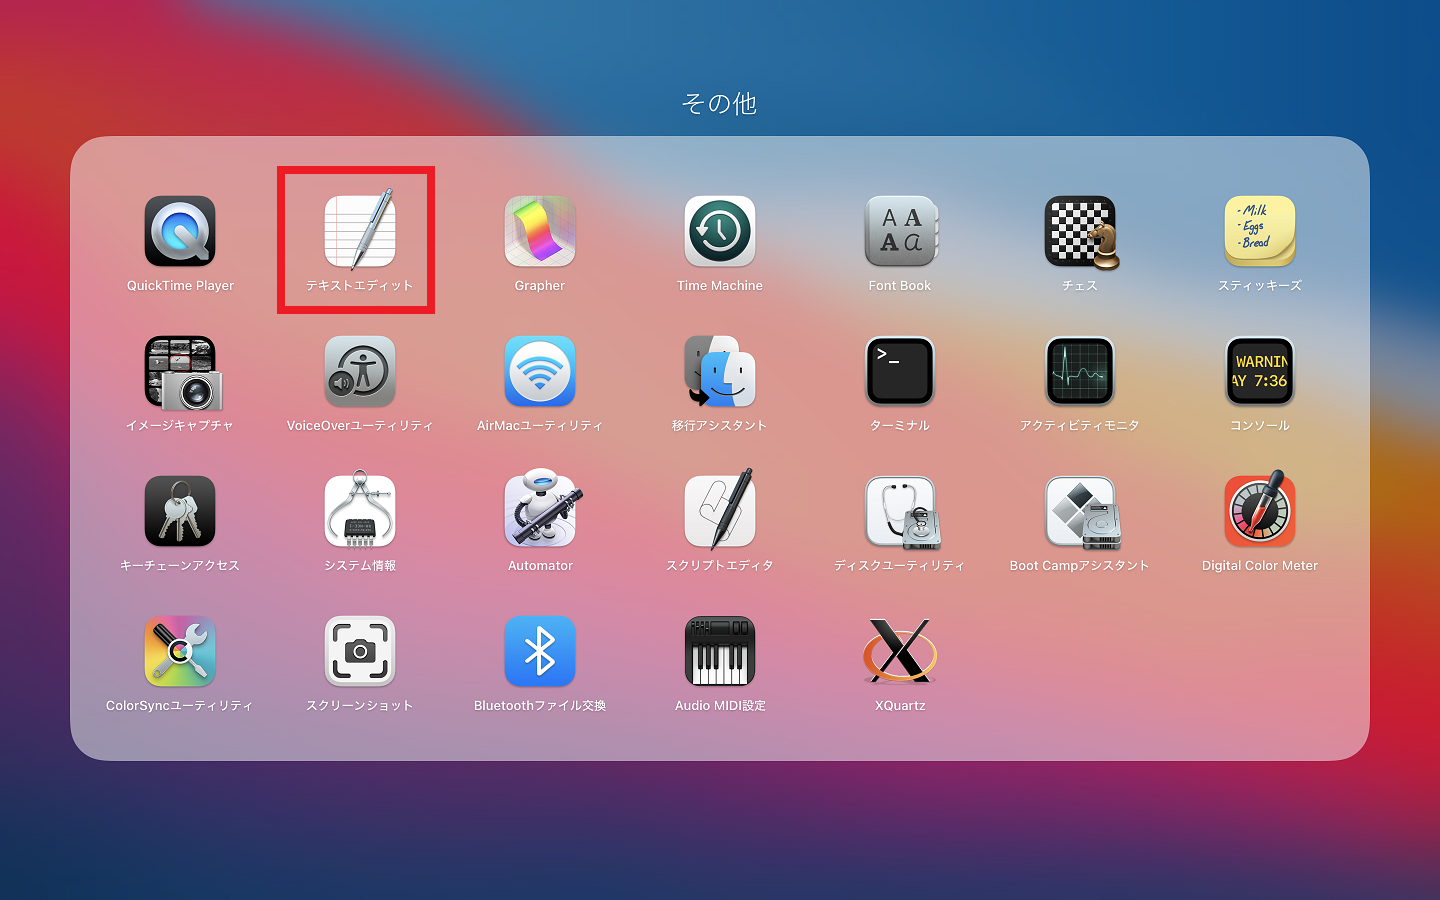 その他
QuickTime Player
テキストエディット
Grapher
Time Machine
Font Book
チェス
スティッキーズ
イメージキャプチャ
VoiceOverユーティリティ
AirMacユーティリティ
移行アシスタント
ターミナル
アクティビティモニタ
コンソール
キーチェーンアクセス
システム情報
Automator
スクリプトエディタ
ディスクユーティリティ
Boot Campアシスタント
Digital Color Meter
ColorSyncユーティリティ
スクリーンショット
Bluetoothファイル交換
Audio MIDI設定
XQuartz
A A
A a
- Milk
- Eggs
- Bread
>_
WARNIN
AY 7:36